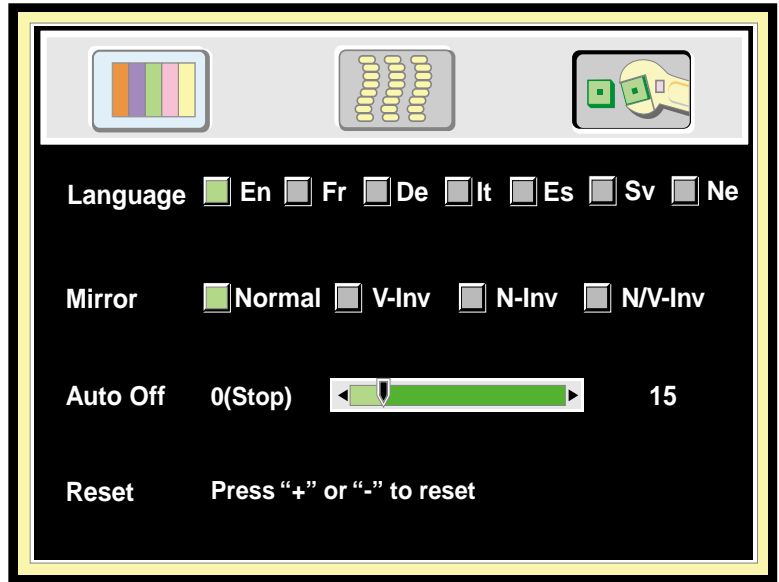 Language En Fr De It Es Sv Ne
Mirror Normal V-Inv N-Inv N/V-Inv
Auto Off 0(Stop) 15
Reset Press “+” or “-” to reset